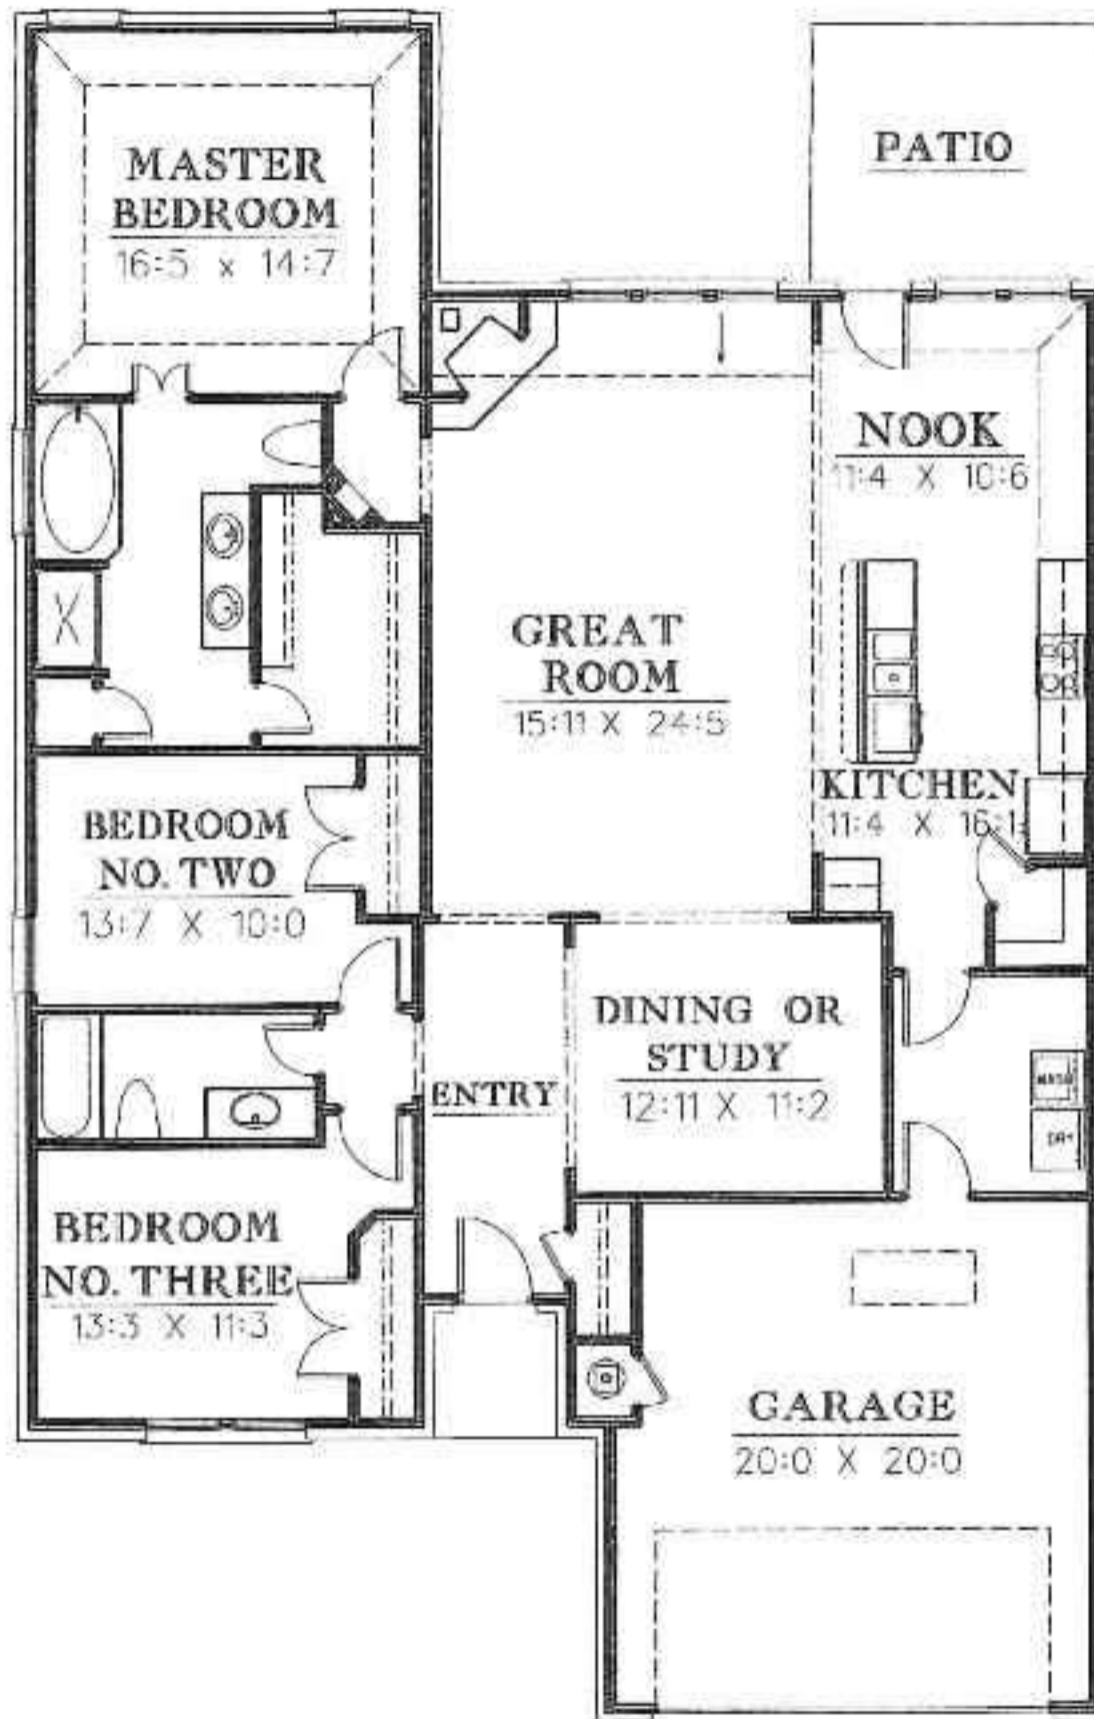 MASTER
BEDROOM
16:5 x 14:7
PATIO
NOOK
11:4 X 10:6
GREAT
ROOM
15:11 X 24:5
KITCHEN
11:4 X 16:1
BEDROOM
NO. TWO
13:7 X 10:0
DINING OR
STUDY
12:11 X 11:2
ENTRY
WASH
DRY
BEDROOM
NO. THREE
13:3 X 11:3
GARAGE
20:0 X 20:0